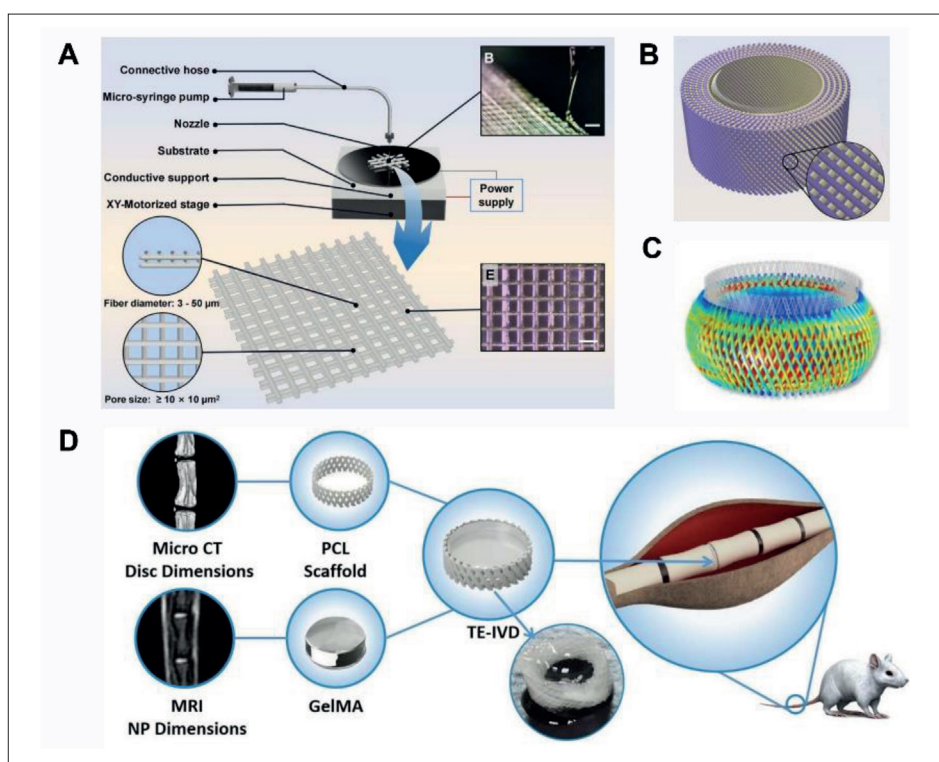 A
Connective hose
Micro-syringe pump
Nozzle
Substrate
Conductive support
XY-Motorized stage
B
Power
supply
Fiber diameter: 3 - 50 µm
E
Pore size: ≥ 10 × 10 µm²
B
C
D
Micro CT
Disc Dimensions
PCL
Scaffold
TE-IVD
MRI
NP Dimensions
GelMA